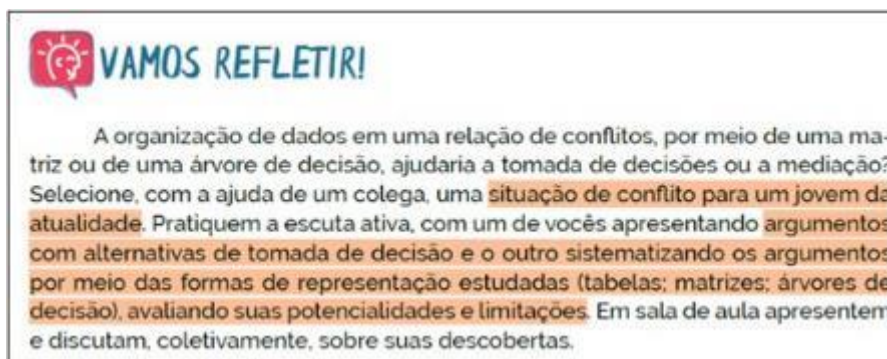 VAMOS REFLETIR!
A organização de dados em uma relação de conflitos, por meio de uma ma-
triz ou de uma árvore de decisão, ajudaria a tomada de decisões ou a mediação?
Selecione, com a ajuda de um colega, uma situação de conflito para um jovem da
atualidade. Pratiquem a escuta ativa, com um de vocês apresentando argumentos
com alternativas de tomada de decisão e o outro sistematizando os argumentos
por meio das formas de representação estudadas (tabelas; matrizes; árvores de
decisão), avaliando suas potencialidades e limitações. Em sala de aula apresentem
e discutam, coletivamente, sobre suas descobertas.